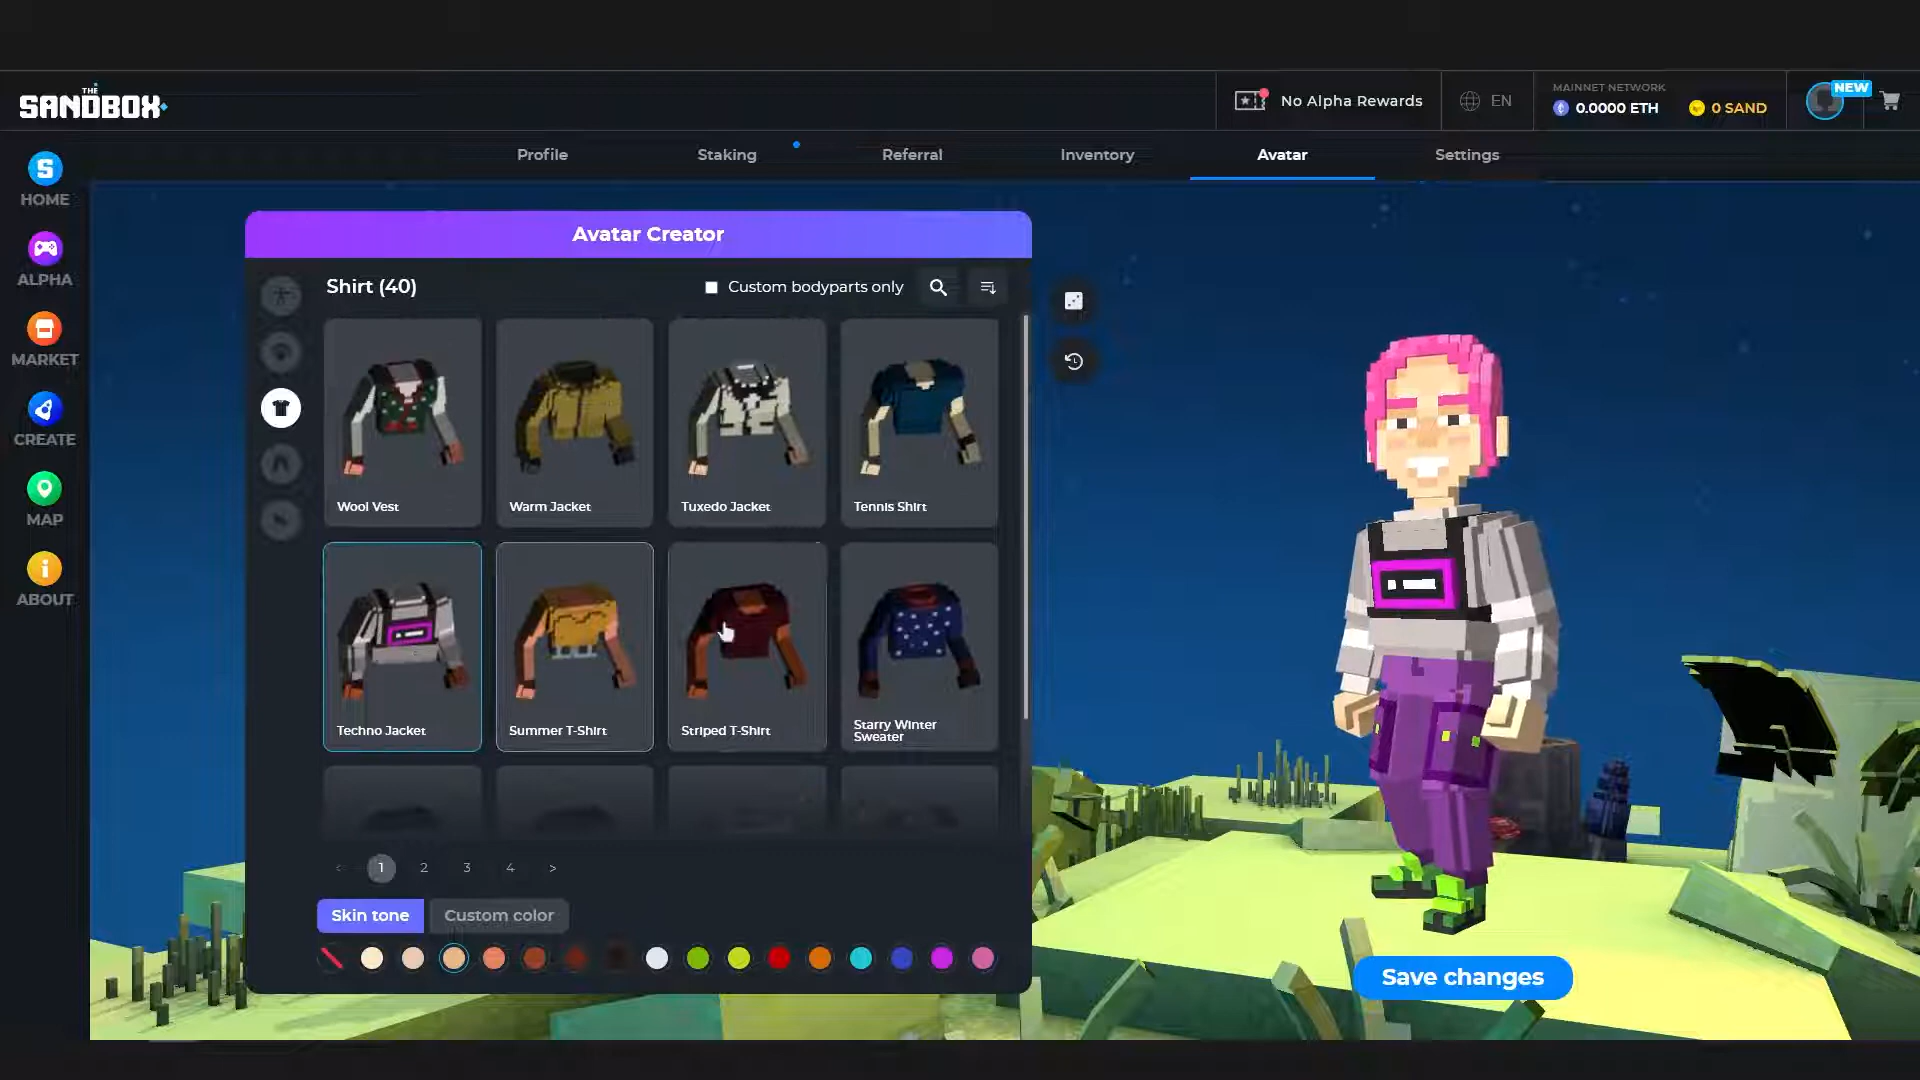 THE
SANDBOX
No Alpha Rewards
EN
MAINNET NETWORK
0.0000 ETH
0 SAND
NEW
Profile
Staking
Referral
Inventory
Avatar
Settings
HOME
ALPHA
MARKET
CREATE
MAP
ABOUT
Avatar Creator
Shirt (40)
Custom bodyparts only
Wool Vest
Warm Jacket
Tuxedo Jacket
Tennis Shirt
Techno Jacket
Summer T-Shirt
Striped T-Shirt
Starry Winter
Sweater
< 1 2 3 4 >
Skin tone
Custom color
Save changes